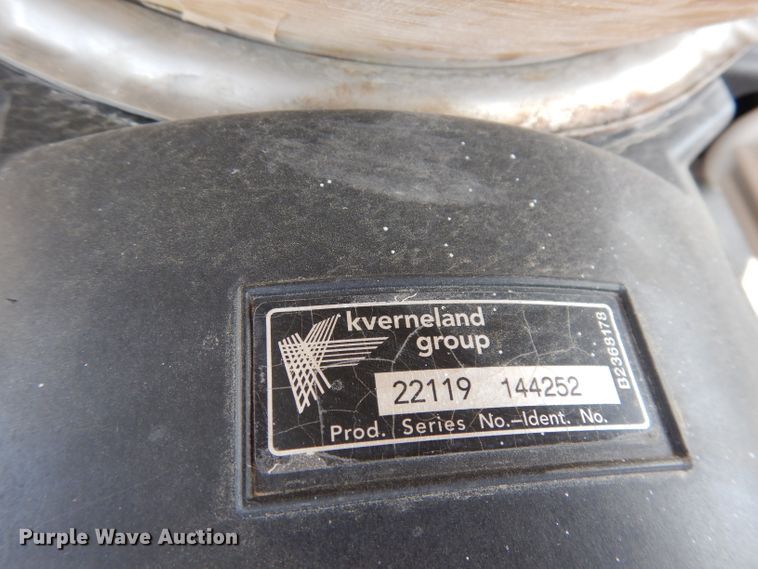 kverneland
group
22119 144252
Prod. Series No.-Ident. No.
B2368178
Purple Wave Auction